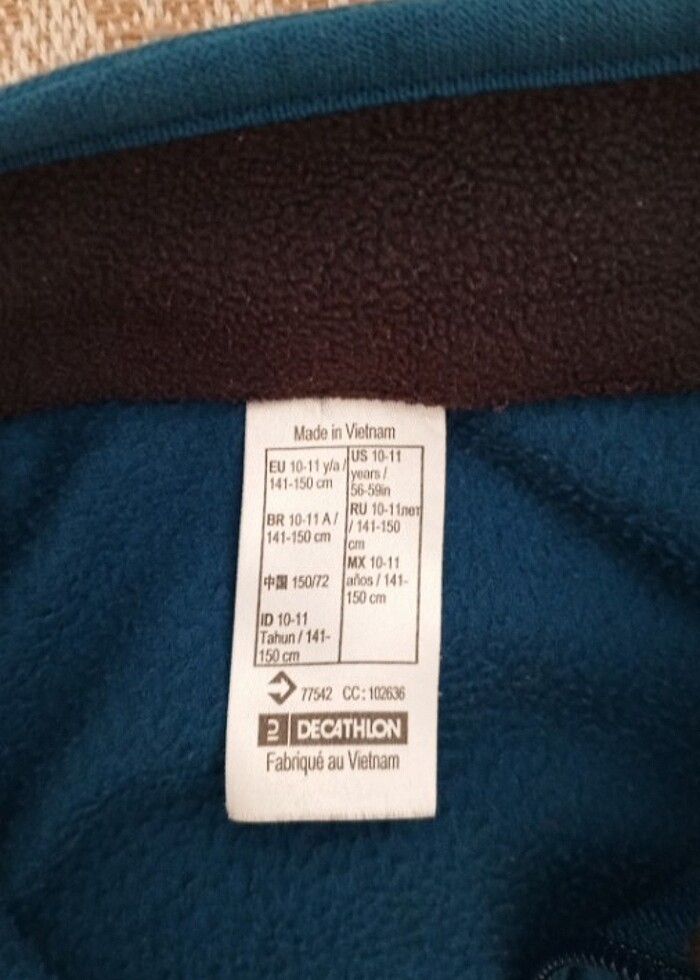 Made in Vietnam
EU 10-11 y/a /
141-150 cm
BR 10-11 A /
141-150 cm
中国 150/72
ID 10-11
Tahun / 141-
150 cm
US 10-11
years /
56-59in
RU 10-11лет
/ 141-150
cm
MX 10-11
años / 141-
150 cm
77542 CC:102636
DECATHLON
Fabriqué au Vietnam